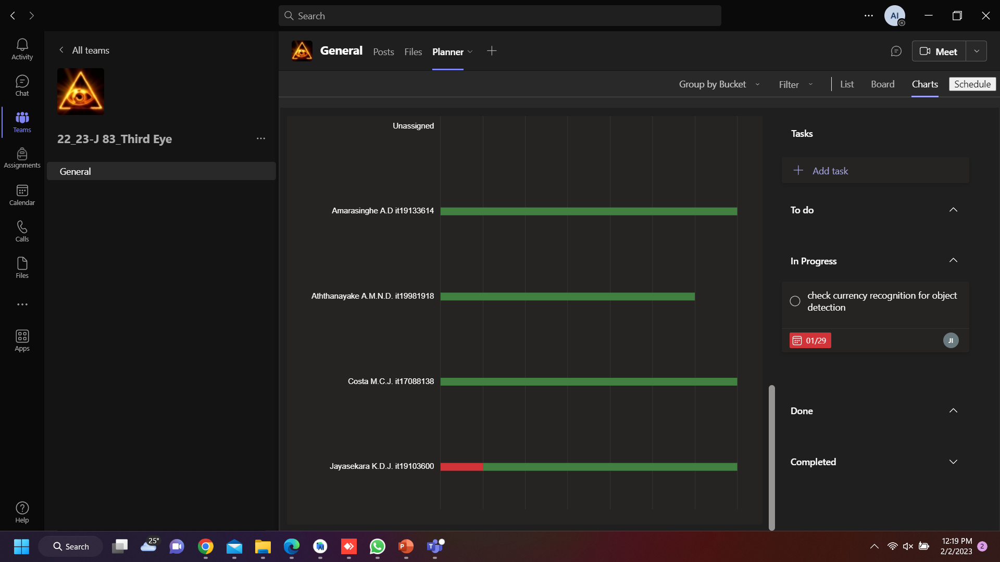 Search
AI
Activity
Chat
Teams
Assignments
Calendar
Calls
Files
Apps
Help
All teams
22_23-J 83_Third Eye
General
General
Posts
Files
Planner
Meet
Group by Bucket
Filter
List
Board
Charts
Schedule
Unassigned
Amarasinghe A.D it19133614
Aththanayake A.M.N.D. it19981918
Costa M.C.J. it17088138
Jayasekara K.D.J. it19103600
Tasks
Add task
To do
In Progress
check currency recognition for object
detection
01/29
JI
Done
Completed
Search
25°
12:19 PM
2/2/2023
2